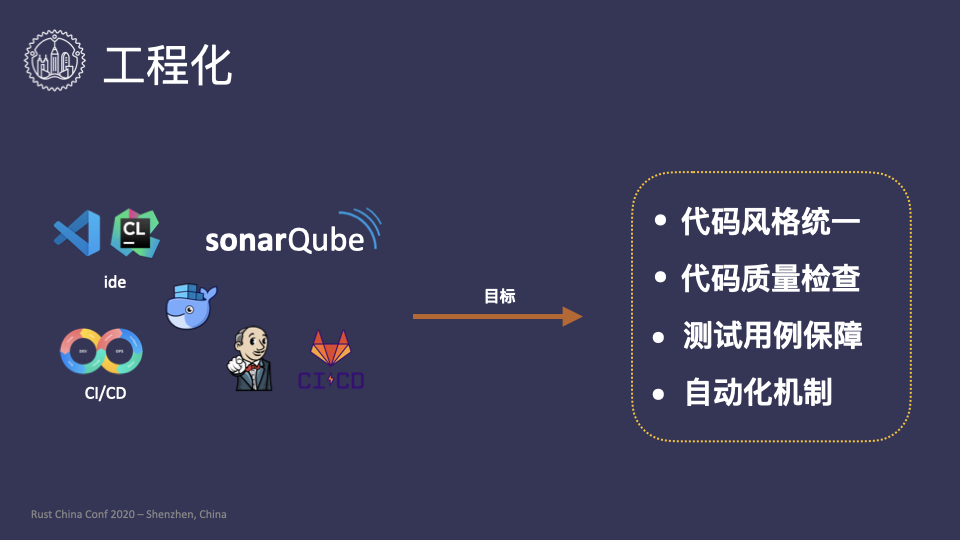 工程化
CL
sonarQube
ide
DEV
OPS
CI/CD
CI CD
目标
• 代码风格统一
• 代码质量检查
• 测试用例保障
• 自动化机制
Rust China Conf 2020 – Shenzhen, China